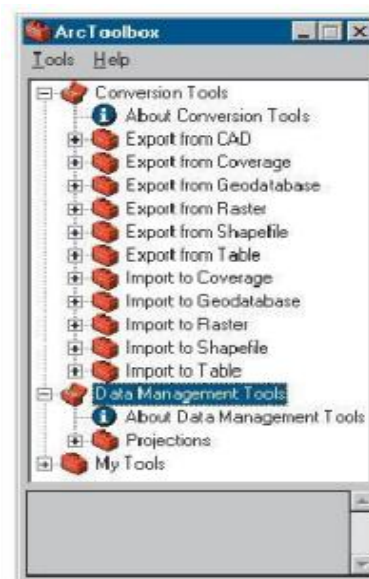 ArcToolbox
Tools Help
Conversion Tools
About Conversion Tools
Export from CAD
Export from Coverage
Export from Geodatabase
Export from Raster
Export from Shapefile
Export from Table
Import to Coverage
Import to Geodatabase
Import to Raster
Import to Shapefile
Import to Table
Data Management Tools
About Data Management Tools
Projections
My Tools